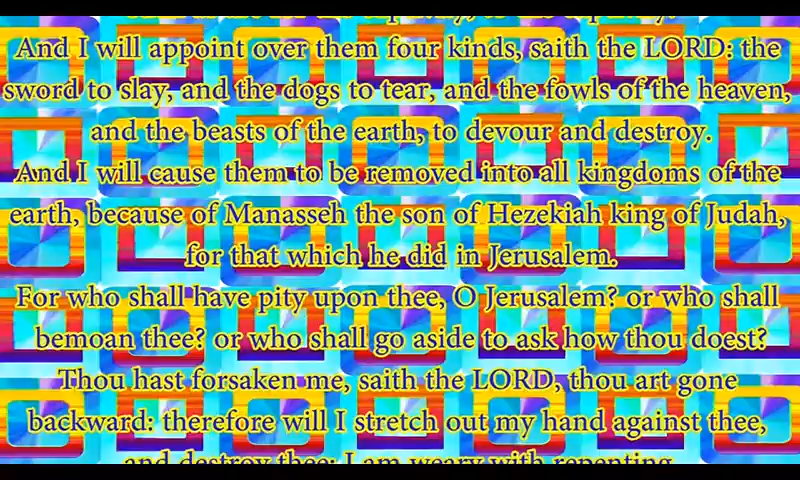 And I will appoint over them four kinds, saith the LORD: the
sword to slay, and the dogs to tear, and the fowls of the heaven,
and the beasts of the earth, to devour and destroy.
And I will cause them to be removed into all kingdoms of the
earth, because of Manasseh the son of Hezekiah king of Judah,
for that which he did in Jerusalem.
For who shall have pity upon thee, O Jerusalem? or who shall
bemoan thee? or who shall go aside to ask how thou doest?
Thou hast forsaken me, saith the LORD, thou art gone
backward: therefore will I stretch out my hand against thee,
and destroy thee; I am weary with repenting.